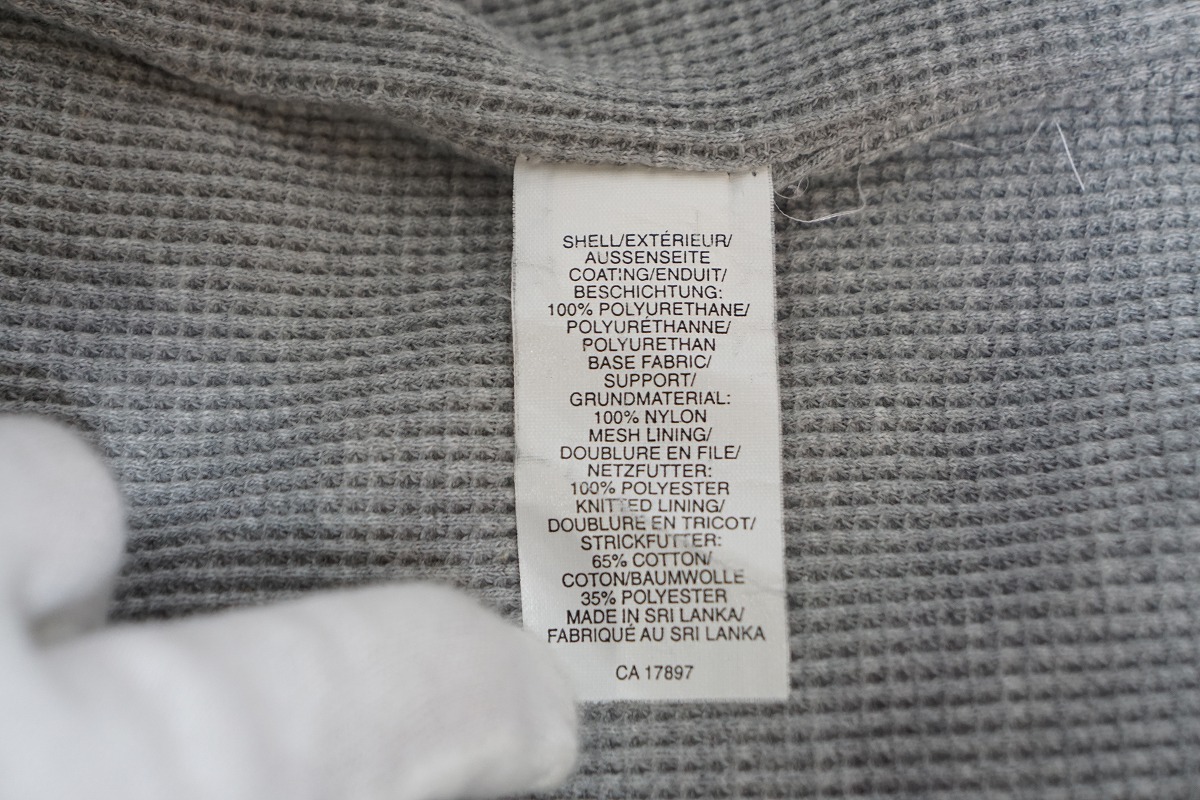 SHELL/EXTÉRIEUR/
AUSSENSEITE
COATING/ENDUIT/
BESCHICHTUNG:
100% POLYURETHANE/
POLYURÉTHANNE/
POLYURETHAN
BASE FABRIC/
SUPPORT/
GRUNDMATERIAL:
100% NYLON
MESH LINING/
DOUBLURE EN FILE/
NETZFUTTER:
100% POLYESTER
KNITTED LINING/
DOUBLURE EN TRICOT/
STRICKFUTTER:
65% COTTON/
COTON/BAUMWOLLE
35% POLYESTER
MADE IN SRI LANKA/
FABRIQUÉ AU SRI LANKA
CA 17897